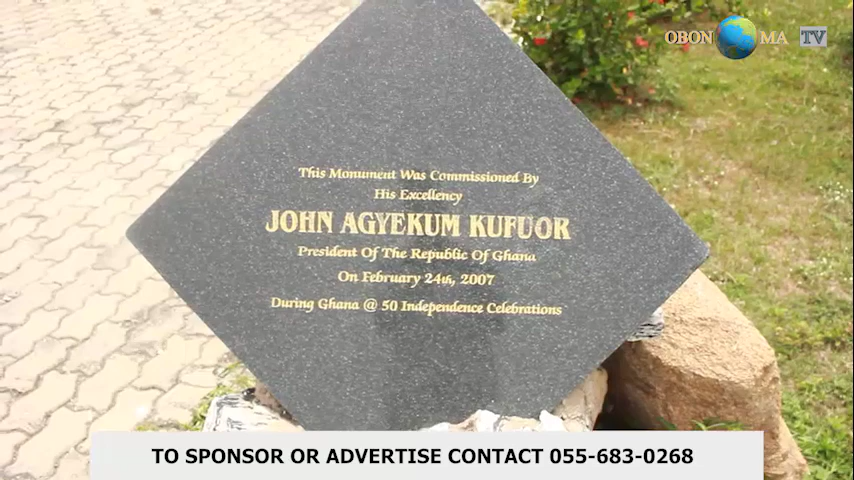 OBON MA TV
This Monument Was Commissioned By
His Excellency
JOHN AGYEKUM KUFUOR
President Of The Republic Of Ghana
On February 24th, 2007
During Ghana @ 50 Independence Celebrations
TO SPONSOR OR ADVERTISE CONTACT 055-683-0268